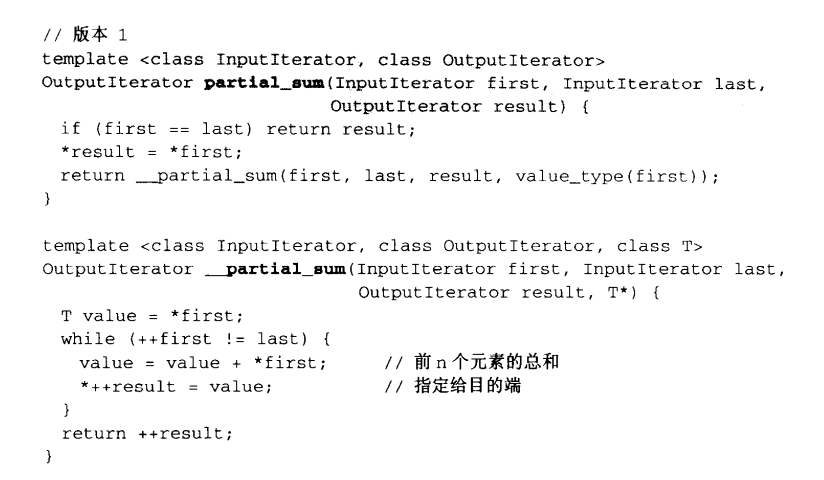 // 版本 1
template <class InputIterator, class OutputIterator>
OutputIterator partial_sum(InputIterator first, InputIterator last,
                           OutputIterator result) {
  if (first == last) return result;
  *result = *first;
  return __partial_sum(first, last, result, value_type(first));
}

template <class InputIterator, class OutputIterator, class T>
OutputIterator __partial_sum(InputIterator first, InputIterator last,
                             OutputIterator result, T*) {
  T value = *first;
  while (++first != last) {
    value = value + *first;     // 前 n 个元素的总和
    *++result = value;          // 指定给目的端
  }
  return ++result;
}